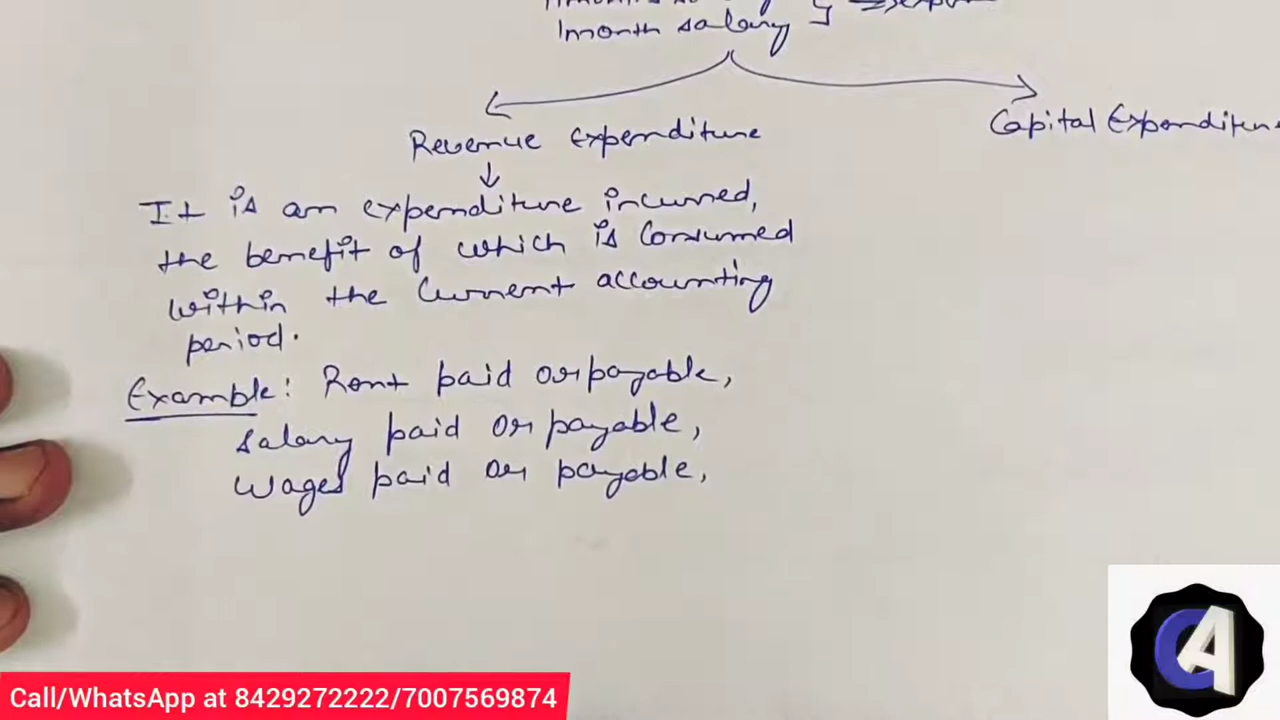 1month salary
Revenue Expenditure
Capital Expenditure
It is an expenditure incurred,
the benefit of which is Consumed
within the Current accounting
period.
Example: Rent paid or payable,
Salary paid or payable,
Wages paid or payable,
CA
Call/WhatsApp at 8429272222/7007569874